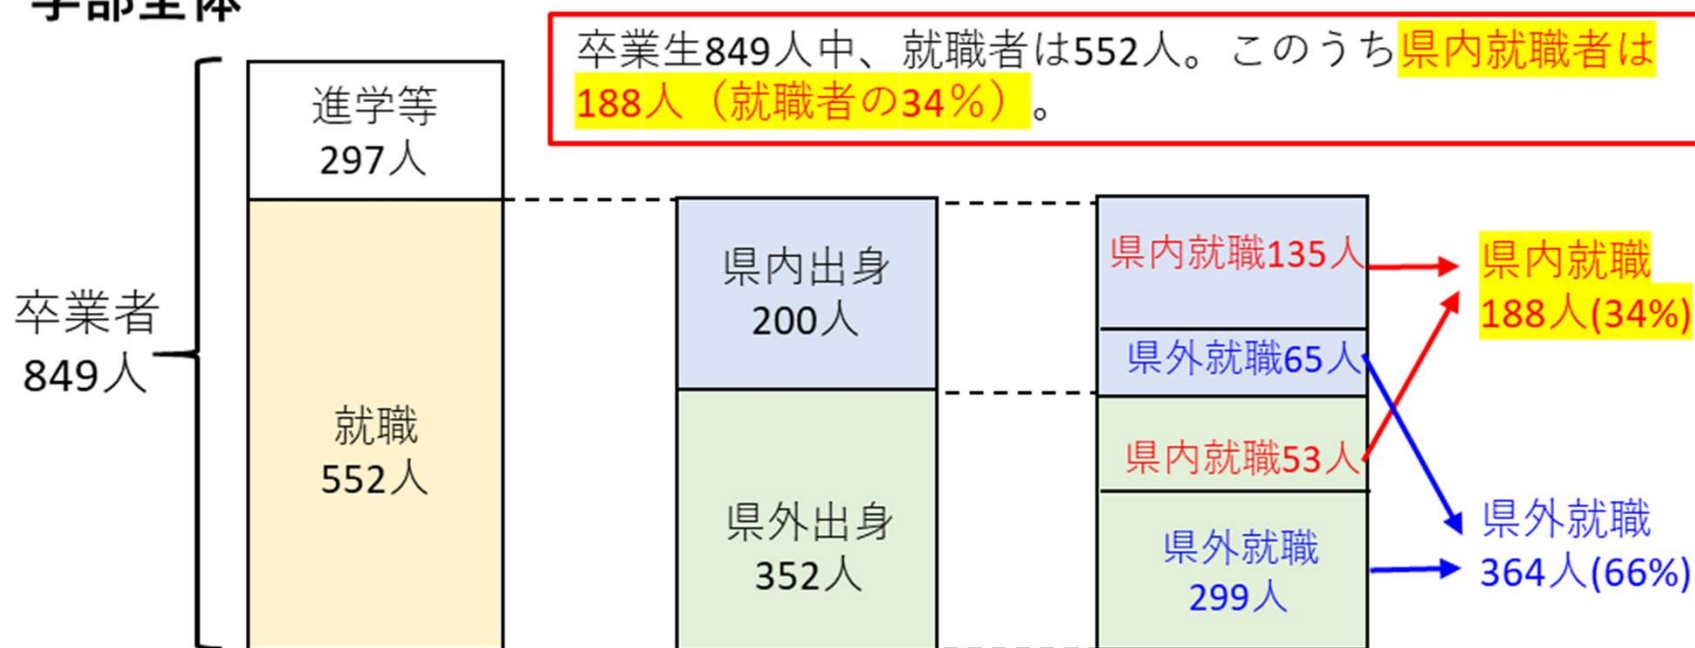 学部全体
卒業生849人中、就職者は552人。このうち県内就職者は
188人（就職者の34％）。
進学等
297人
卒業者
849人
就職
552人
県内出身
200人
県外出身
352人
県内就職135人
県外就職65人
県内就職53人
県外就職
299人
県内就職
188人(34%)
県外就職
364人(66%)